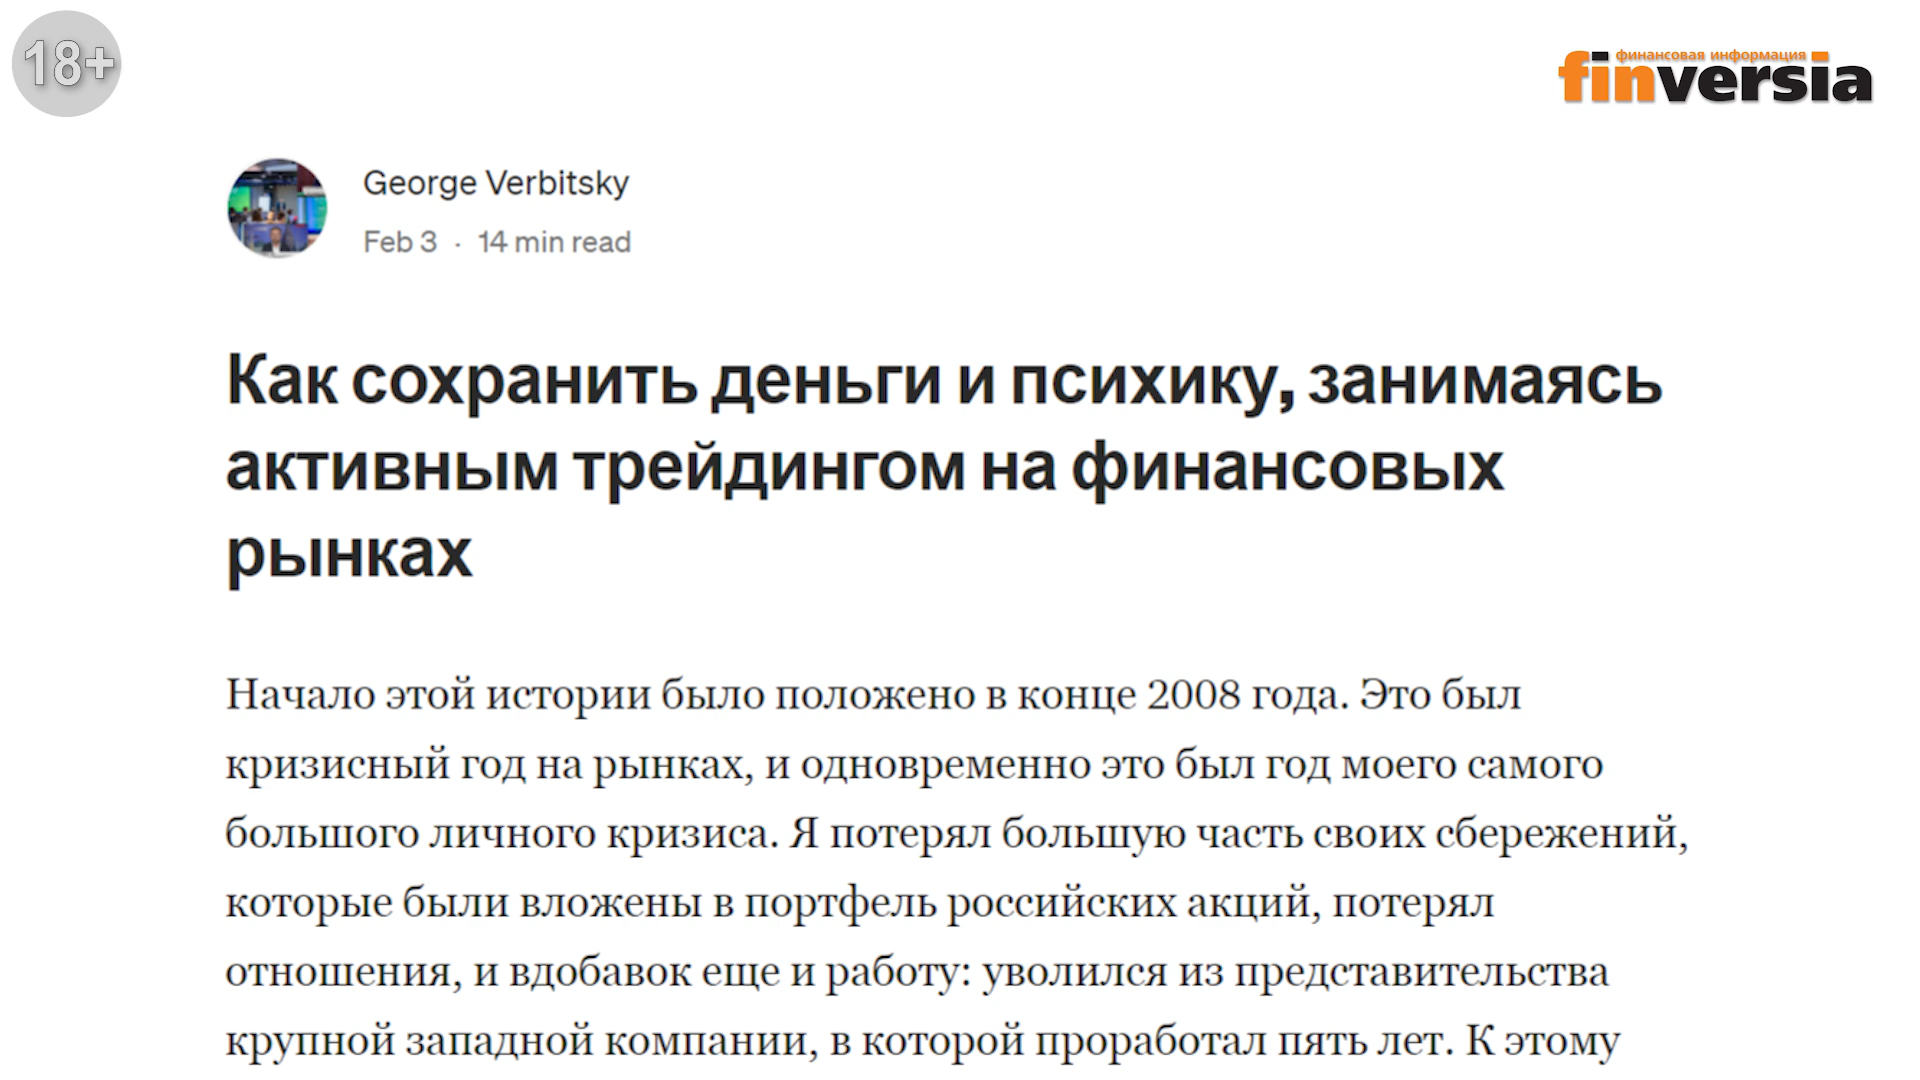 18+
финансовая информация
finversia
George Verbitsky
Feb 3 · 14 min read
Как сохранить деньги и психику, занимаясь
активным трейдингом на финансовых
рынках
Начало этой истории было положено в конце 2008 года. Это был
кризисный год на рынках, и одновременно это был год моего самого
большого личного кризиса. Я потерял большую часть своих сбережений,
которые были вложены в портфель российских акций, потерял
отношения, и вдобавок еще и работу: уволился из представительства
крупной западной компании, в которой проработал пять лет. К этому